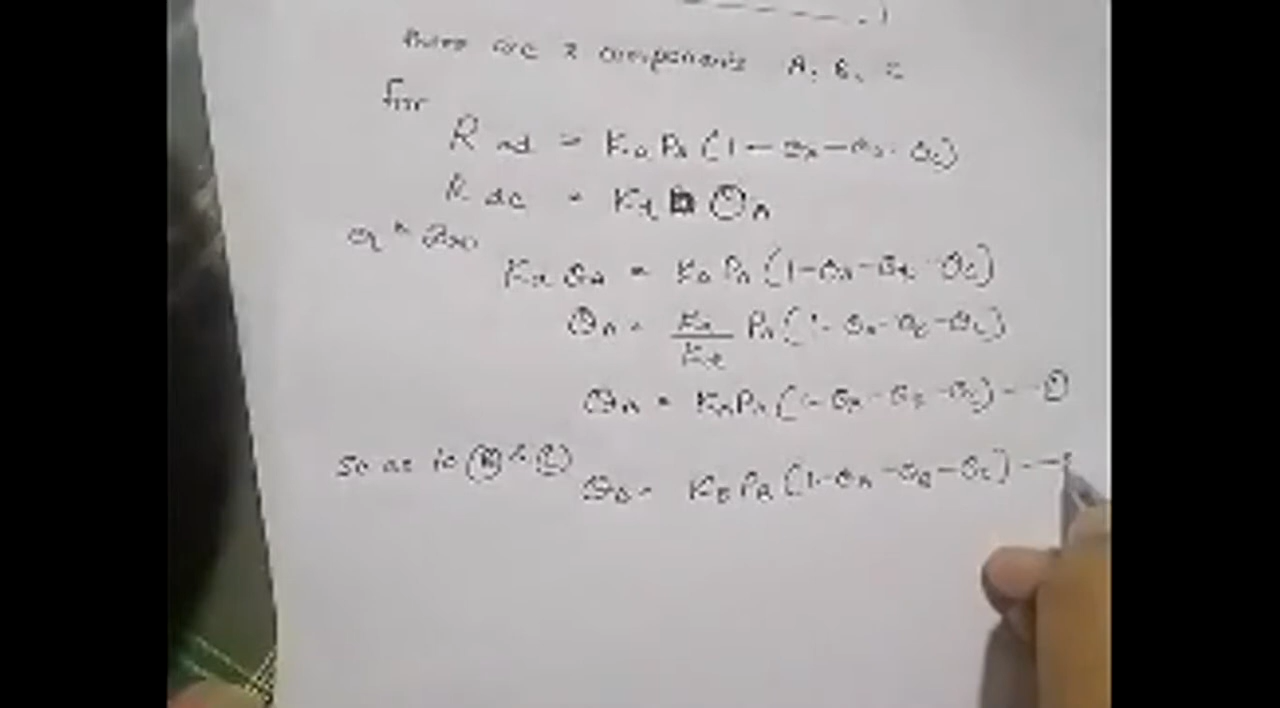 there are 3 components A, B, C
for
R ad = Ka PA (1 - θA - θB - θC)
R de = Kd θA
Kd θA = Ka PA (1 - θA - θB - θC)
θA = Ka/Kd PA (1 - θA - θB - θC)
θA = KA PA (1 - θA - θB - θC) -- ①
So as to Ⓑ & Ⓒ θB = KB PB (1 - θA - θB - θC) --